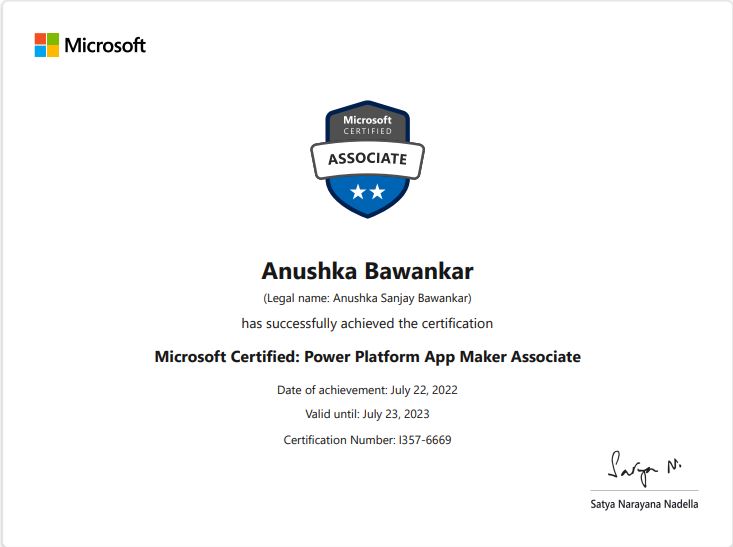 Microsoft
Microsoft
CERTIFIED
ASSOCIATE
Anushka Bawankar
(Legal name: Anushka Sanjay Bawankar)
has successfully achieved the certification
Microsoft Certified: Power Platform App Maker Associate
Date of achievement: July 22, 2022
Valid until: July 23, 2023
Certification Number: I357-6669
Satya N.
Satya Narayana Nadella